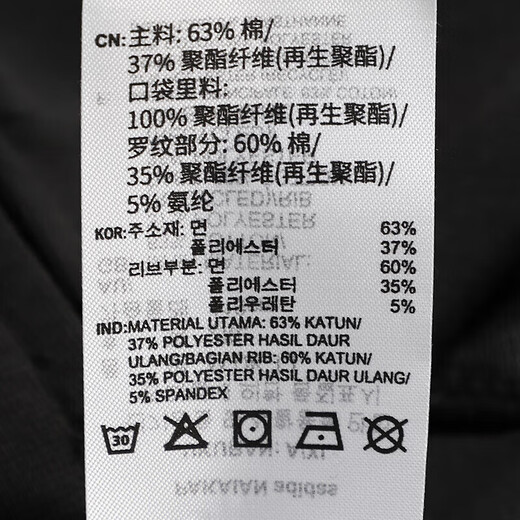 CN:主料: 63% 棉/
37% 聚酯纤维(再生聚酯)/
口袋里料:
100% 聚酯纤维(再生聚酯)/
罗纹部分: 60% 棉/
35% 聚酯纤维(再生聚酯)/
5% 氨纶
KOR:주소재: 면 63%
폴리에스터 37%
리브부분: 면 60%
폴리에스터 35%
폴리우레탄 5%
IND:MATERIAL UTAMA: 63% KATUN/
37% POLYESTER HASIL DAUR
ULANG/BAGIAN RIB: 60% KATUN/
35% POLYESTER HASIL DAUR ULANG/
5% SPANDEX
30
PAKAIAN adidas